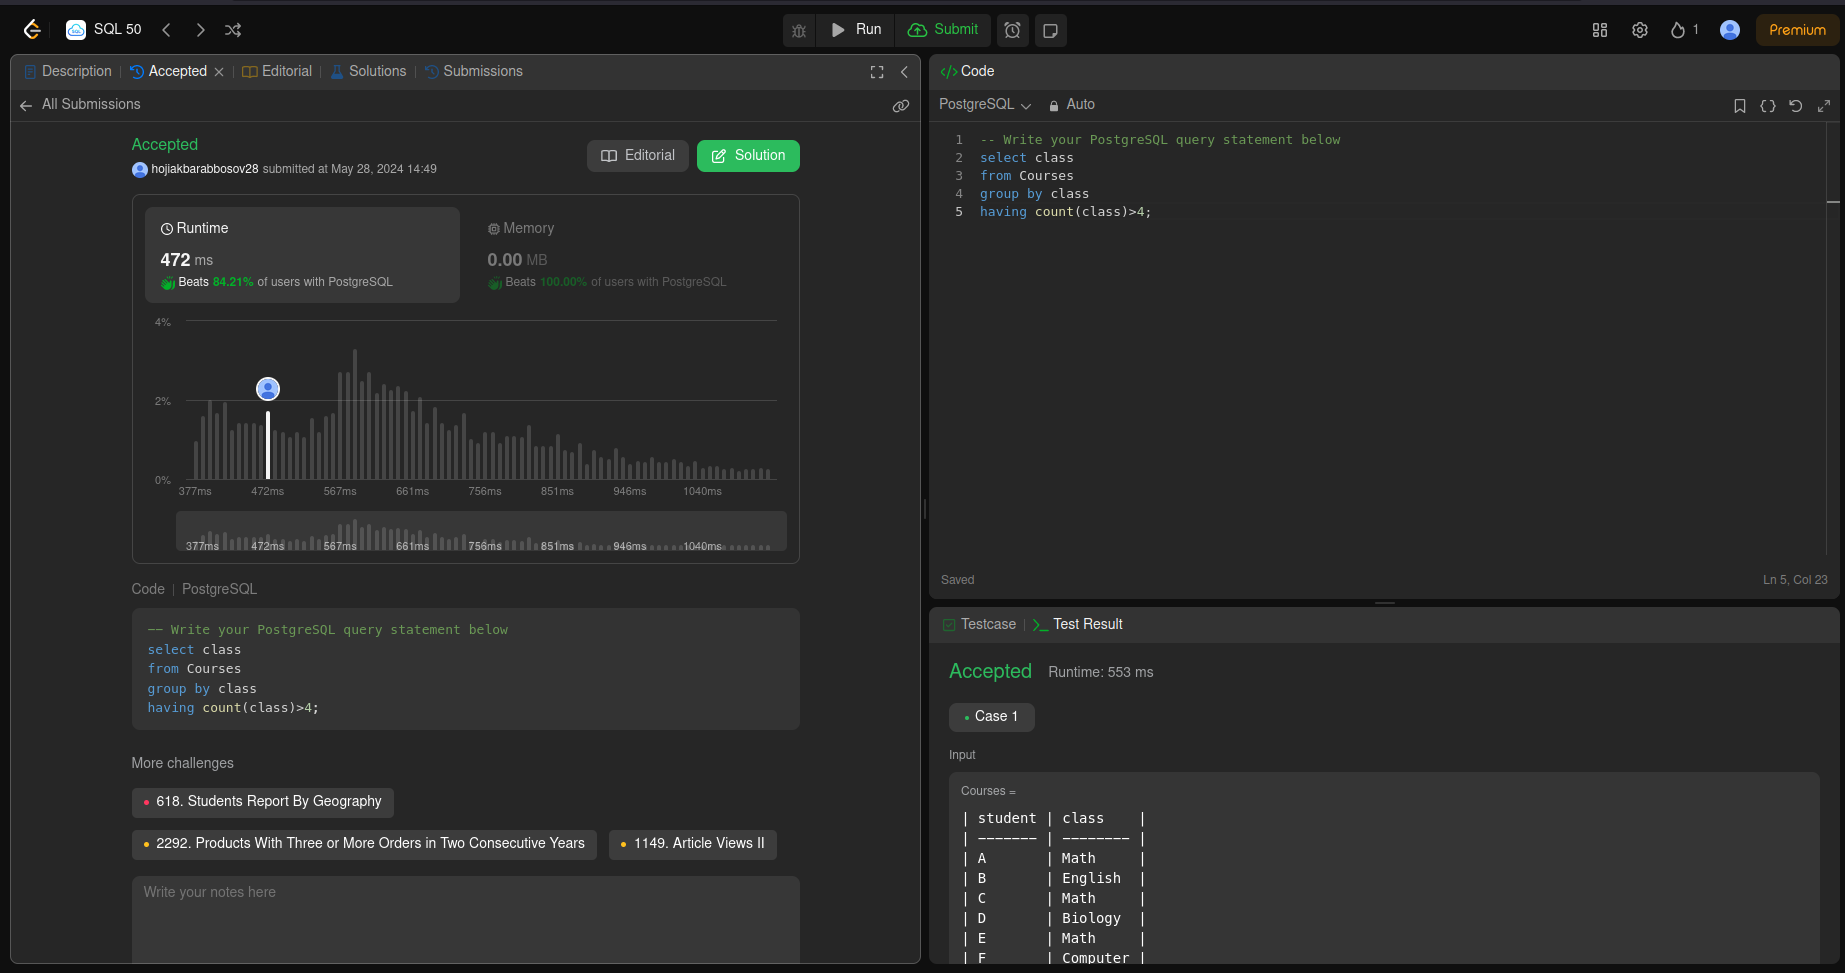 SQL 50
Run
Submit
1
Premium
Description
Accepted
Editorial
Solutions
Submissions
All Submissions
Accepted
hojiakbarabbosov28 submitted at May 28, 2024 14:49
Editorial
Solution
Runtime
472 ms
Beats 84.21% of users with PostgreSQL
Memory
0.00 MB
Beats 100.00% of users with PostgreSQL
4%
2%
0%
377ms 472ms 567ms 661ms 756ms 851ms 946ms 1040ms
377ms 472ms 567ms 661ms 756ms 851ms 946ms 1040ms
Code | PostgreSQL
-- Write your PostgreSQL query statement below
select class
from Courses
group by class
having count(class)>4;
More challenges
618. Students Report By Geography
2292. Products With Three or More Orders in Two Consecutive Years
1149. Article Views II
Write your notes here
</> Code
PostgreSQL
Auto
1 -- Write your PostgreSQL query statement below
2 select class
3 from Courses
4 group by class
5 having count(class)>4;
Saved
Ln 5, Col 23
Testcase
Test Result
Accepted
Runtime: 553 ms
Case 1
Input
Courses =
| student | class |
| ------- | -------- |
| A | Math |
| B | English |
| C | Math |
| D | Biology |
| E | Math |
| F | Computer |